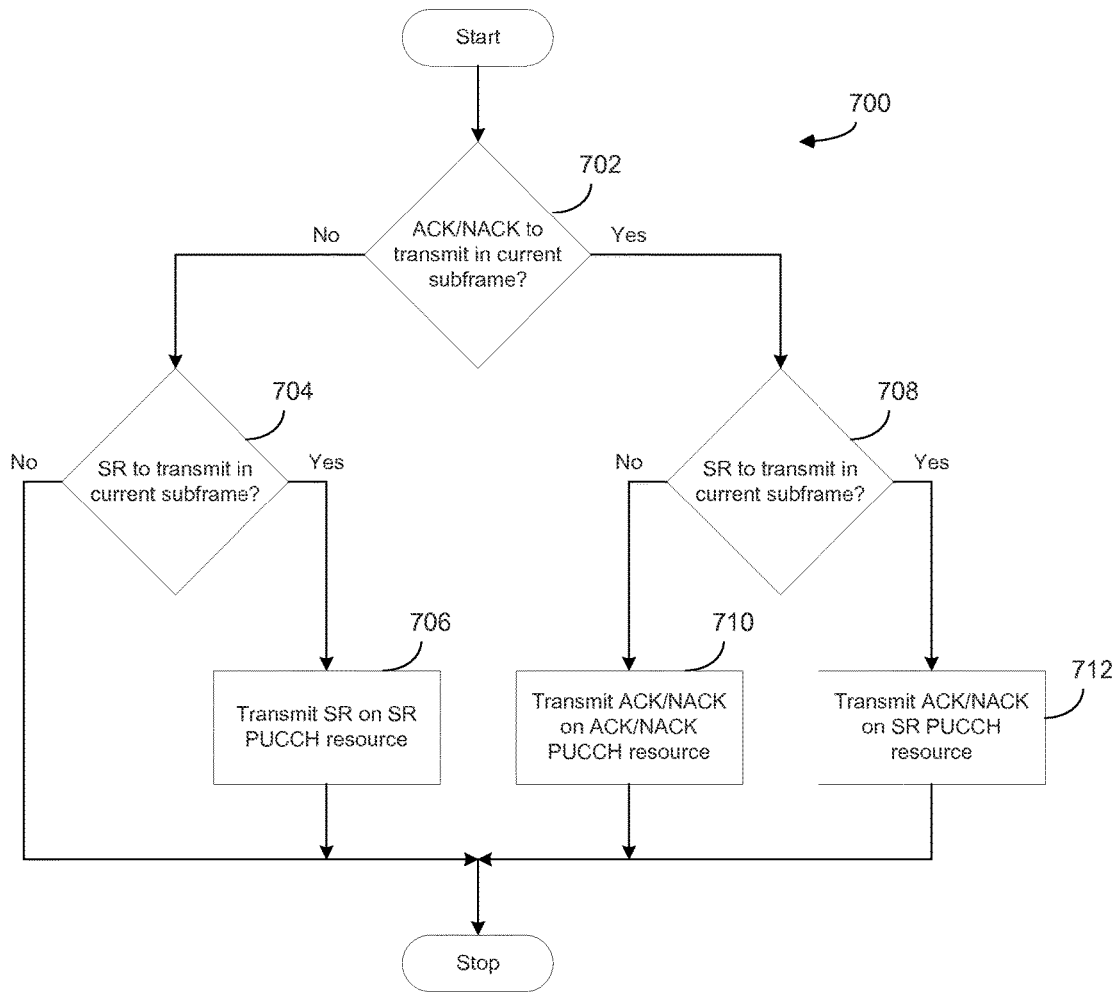 Start
700
702
ACK/NACK to
transmit in current
subframe?
No
Yes
704
708
No
SR to transmit in
current subframe?
Yes
No
SR to transmit in
current subframe?
Yes
706
710
712
Transmit SR on SR
PUCCH resource
Transmit ACK/NACK
on ACK/NACK
PUCCH resource
Transmit ACK/NACK
on SR PUCCH
resource
Stop